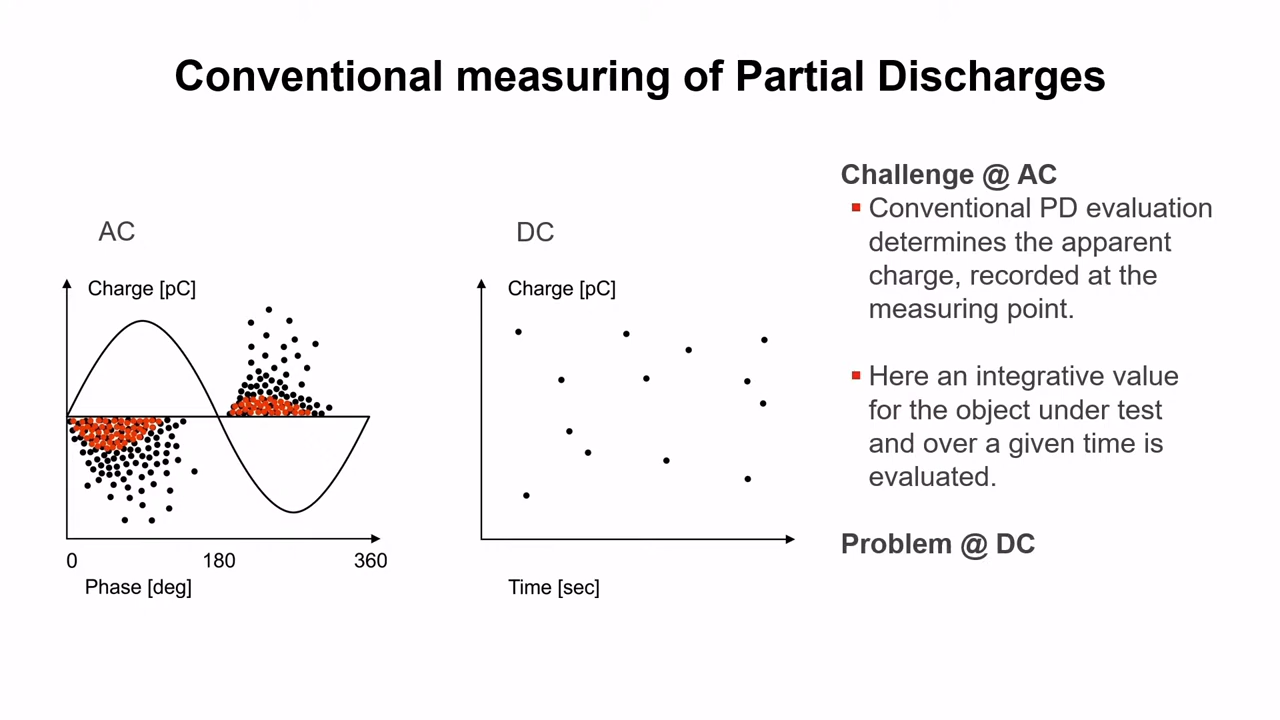 Conventional measuring of Partial Discharges
AC
Charge [pC]
0 180 360
Phase [deg]
DC
Charge [pC]
Time [sec]
Challenge @ AC
Conventional PD evaluation
determines the apparent
charge, recorded at the
measuring point.
Here an integrative value
for the object under test
and over a given time is
evaluated.
Problem @ DC